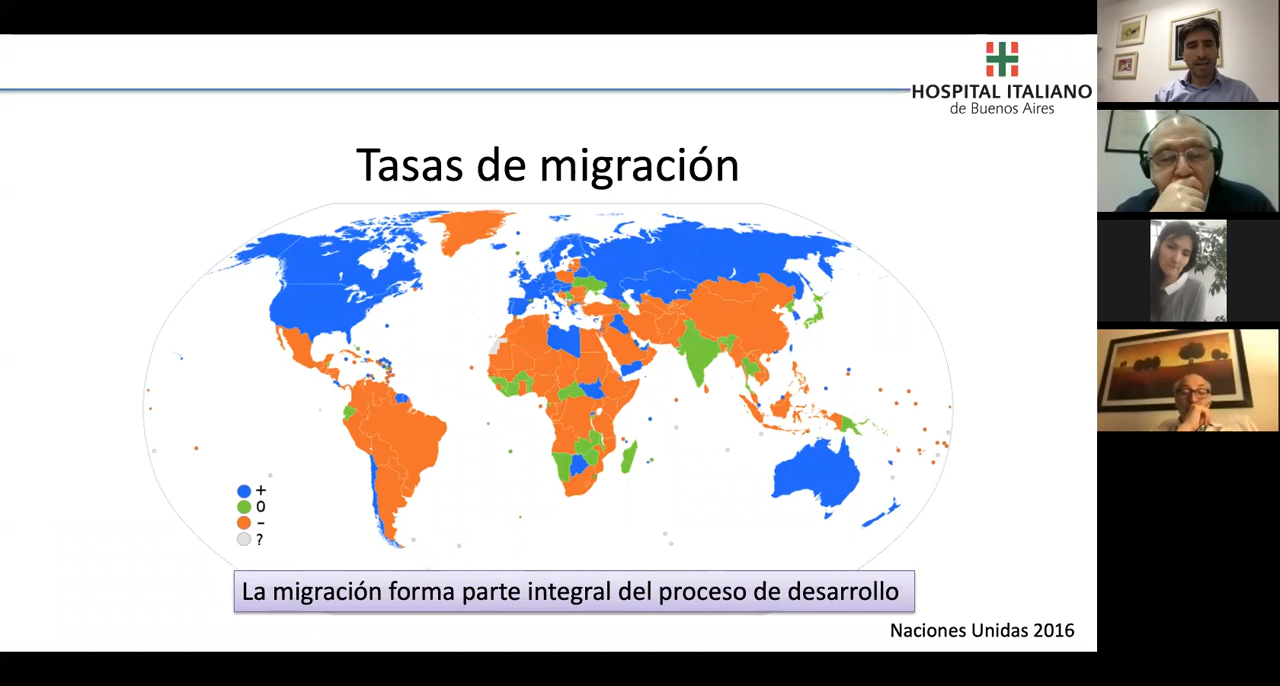 HOSPITAL ITALIANO
de Buenos Aires
Tasas de migración
+
0
–
?
La migración forma parte integral del proceso de desarrollo
Naciones Unidas 2016